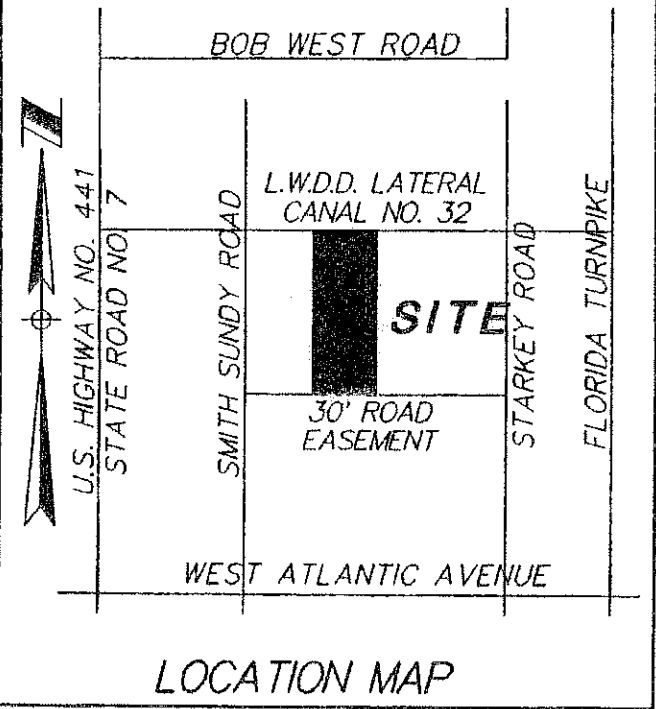 BOB WEST ROAD
N
U.S. HIGHWAY NO. 441
STATE ROAD NO. 7
SMITH SUNDY ROAD
L.W.D.D. LATERAL
CANAL NO. 32
SITE
STARKEY ROAD
FLORIDA TURNPIKE
30' ROAD
EASEMENT
WEST ATLANTIC AVENUE
LOCATION MAP